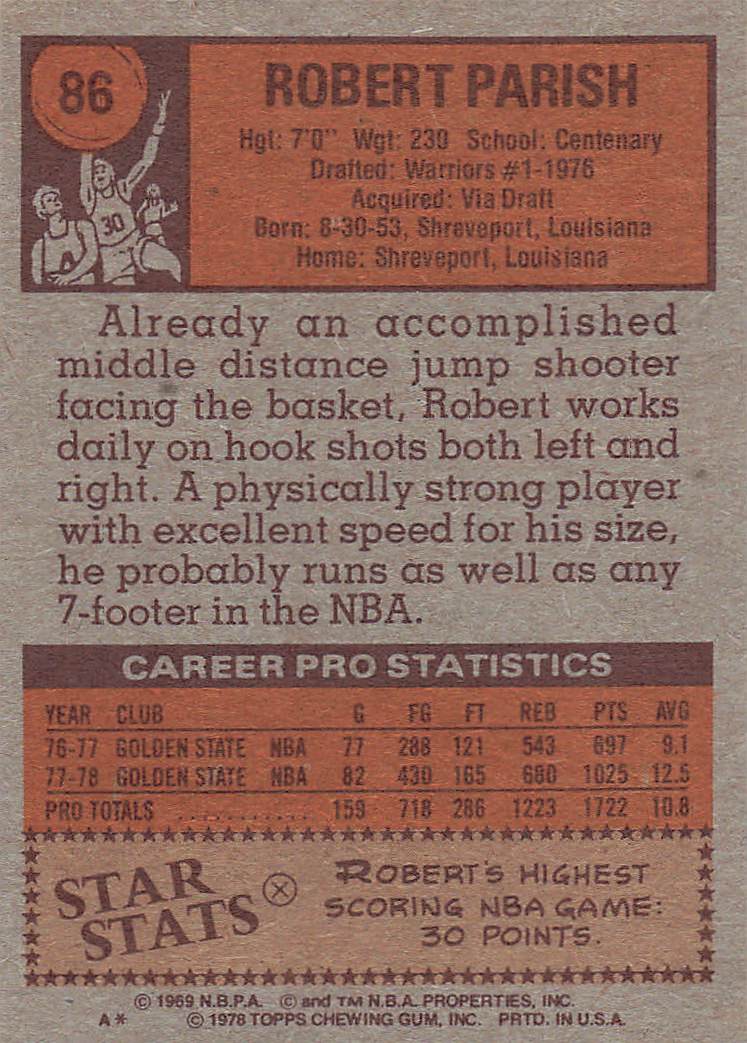 86
ROBERT PARISH
Hgt: 7'0" Wgt: 230 School: Centenary
Drafted: Warriors #1-1976
Acquired: Via Draft
Born: 8-30-53, Shreveport, Louisiana
Home: Shreveport, Louisiana
30
Already an accomplished
middle distance jump shooter
facing the basket, Robert works
daily on hook shots both left and
right. A physically strong player
with excellent speed for his size,
he probably runs as well as any
7-footer in the NBA.
CAREER PRO STATISTICS
YEAR CLUB G FG FT REB PTS AVG
76-77 GOLDEN STATE NBA 77 288 121 543 697 9.1
77-78 GOLDEN STATE NBA 82 430 165 680 1025 12.5
PRO TOTALS ........... 159 718 286 1223 1722 10.8
STAR
STATS
ROBERT'S HIGHEST
SCORING NBA GAME:
30 POINTS.
© 1969 N.B.P.A. © and TM N.B.A. PROPERTIES, INC.
A* © 1978 TOPPS CHEWING GUM, INC. PRTD. IN U.S.A.